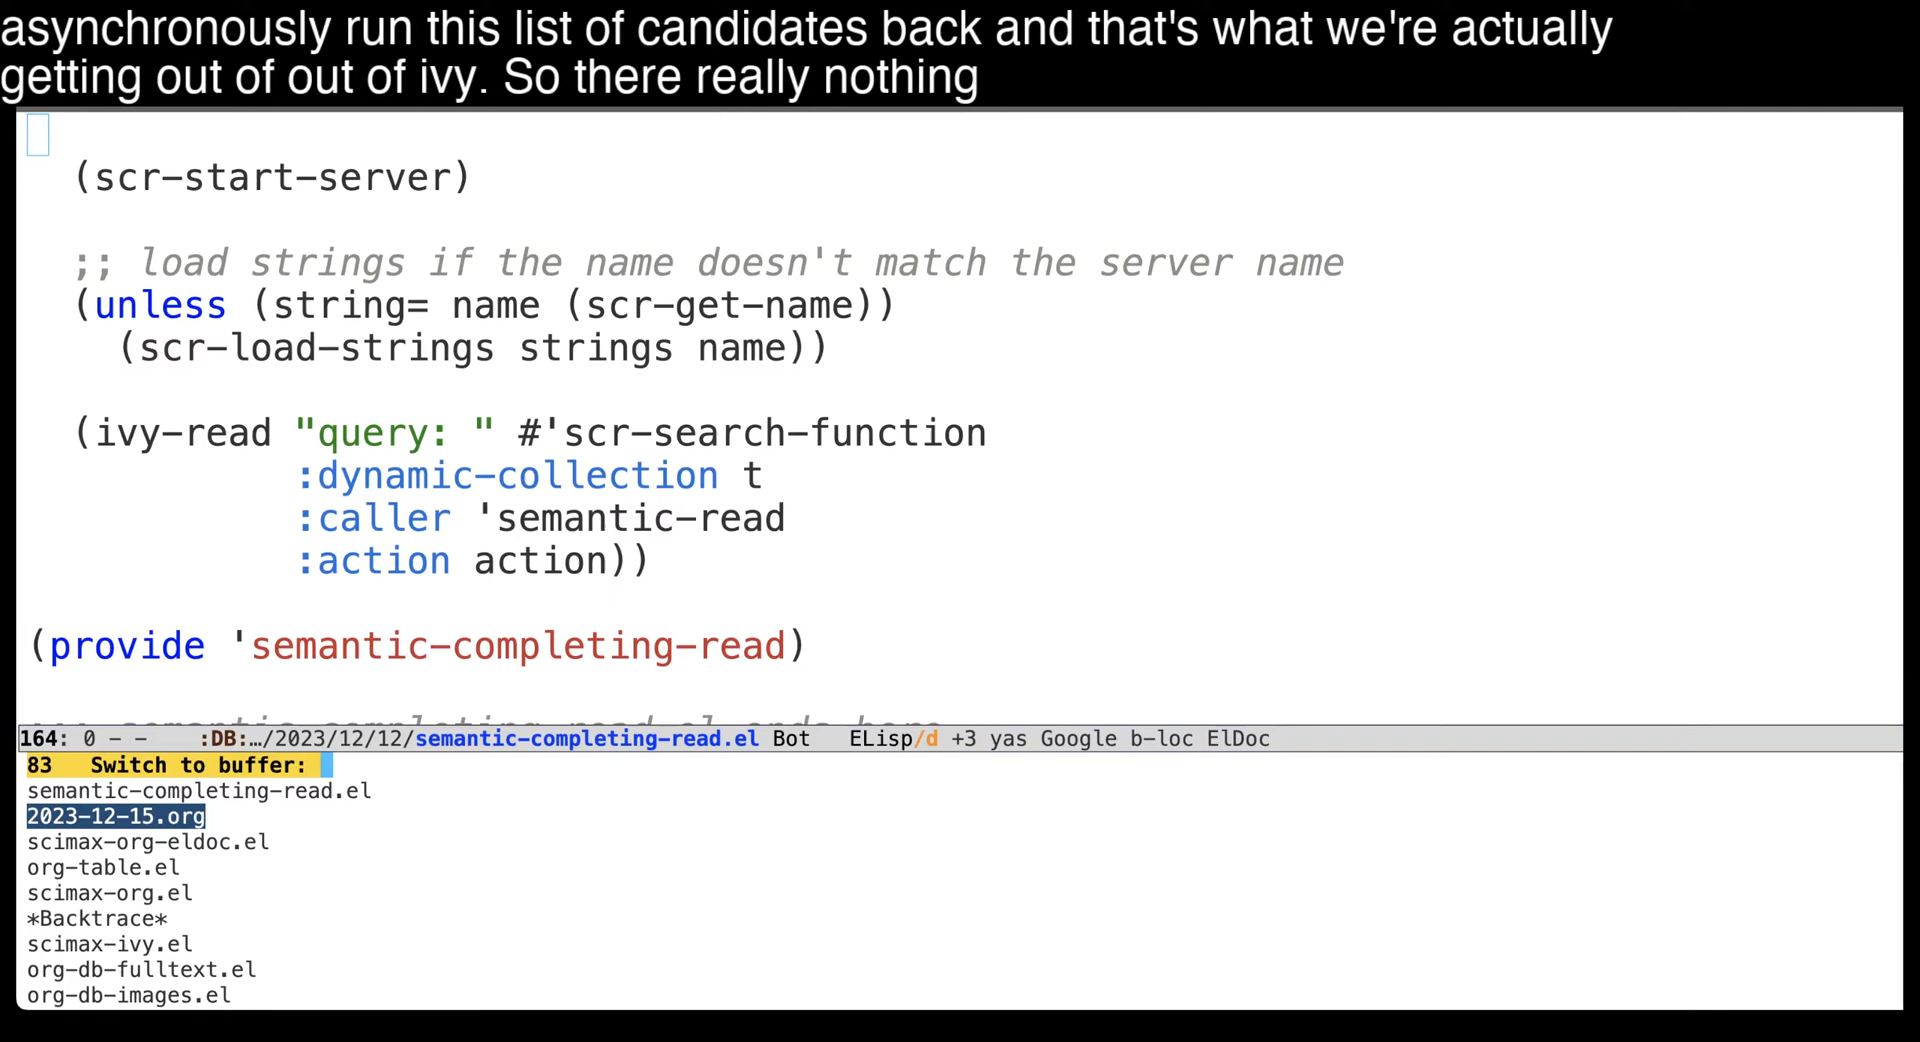 asynchronously run this list of candidates back and that's what we're actually
getting out of out of ivy. So there really nothing
(scr-start-server)
;; load strings if the name doesn't match the server name
(unless (string= name (scr-get-name))
(scr-load-strings strings name))
(ivy-read "query: " #'scr-search-function
:dynamic-collection t
:caller 'semantic-read
:action action))
(provide 'semantic-completing-read)
;;; semantic-completing-read.el ends here
164: 0 - - :DB:…/2023/12/12/semantic-completing-read.el Bot ELisp/d +3 yas Google b-loc ElDoc
83 Switch to buffer:
semantic-completing-read.el
2023-12-15.org
scimax-org-eldoc.el
org-table.el
scimax-org.el
*Backtrace*
scimax-ivy.el
org-db-fulltext.el
org-db-images.el